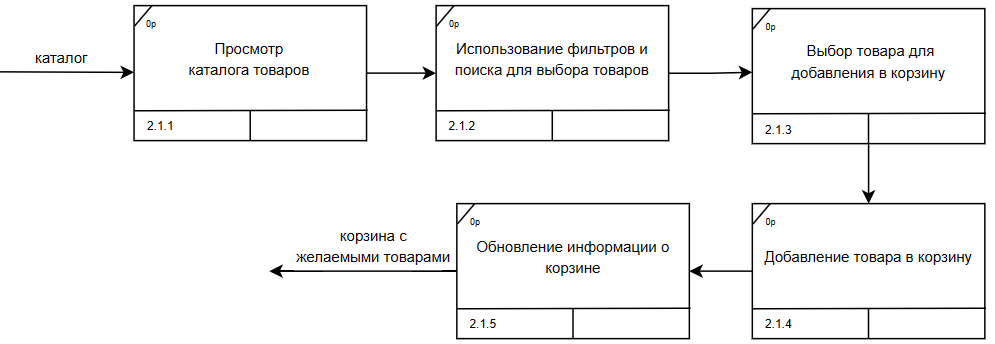 каталог
0р
Просмотр
каталога товаров
2.1.1
0р
Использование фильтров и
поиска для выбора товаров
2.1.2
0р
Выбор товара для
добавления в корзину
2.1.3
0р
Добавление товара в корзину
2.1.4
0р
Обновление информации о
корзине
2.1.5
корзина с
желаемыми товарами